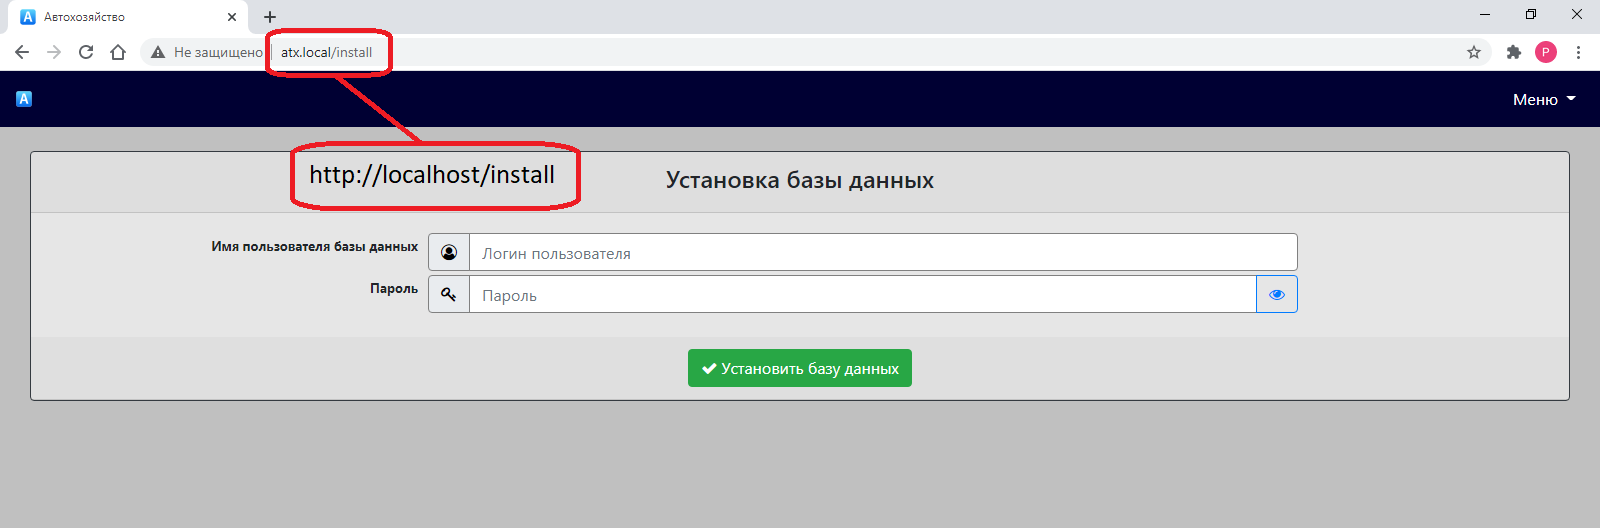 Автохозяйство
Не защищено
atx.local/install
A
Меню
http://localhost/install
Установка базы данных
Имя пользователя базы данных
Логин пользователя
Пароль
Пароль
Установить базу данных
A
P